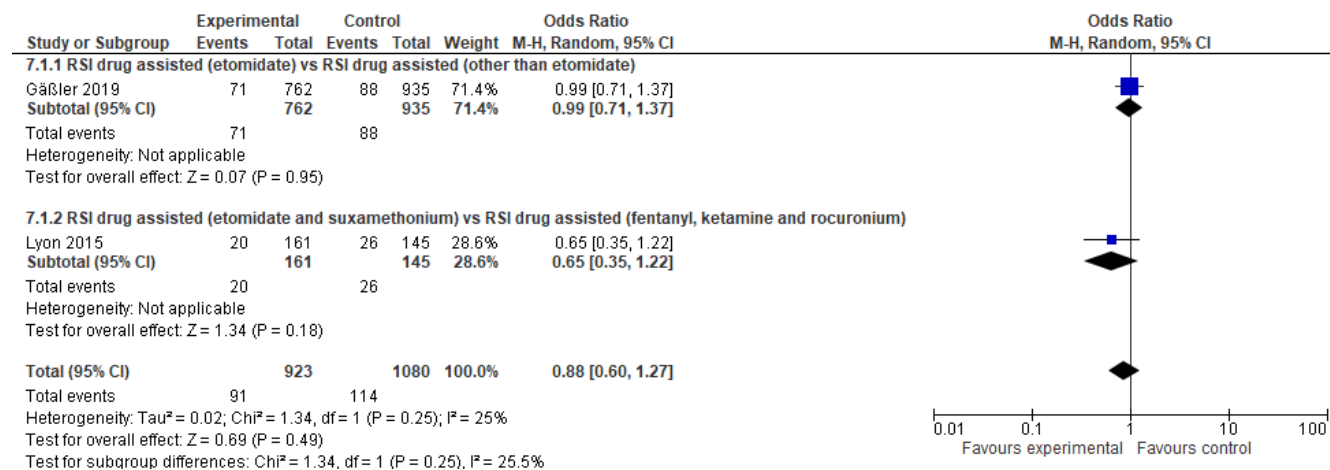 Experimental Control Odds Ratio Odds Ratio
Study or Subgroup Events Total Events Total Weight M-H, Random, 95% CI M-H, Random, 95% CI
7.1.1 RSI drug assisted (etomidate) vs RSI drug assisted (other than etomidate)
Gäßler 2019 71 762 88 935 71.4% 0.99 [0.71, 1.37]
Subtotal (95% CI) 762 935 71.4% 0.99 [0.71, 1.37]
Total events 71 88
Heterogeneity: Not applicable
Test for overall effect: Z = 0.07 (P = 0.95)
7.1.2 RSI drug assisted (etomidate and suxamethonium) vs RSI drug assisted (fentanyl, ketamine and rocuronium)
Lyon 2015 20 161 26 145 28.6% 0.65 [0.35, 1.22]
Subtotal (95% CI) 161 145 28.6% 0.65 [0.35, 1.22]
Total events 20 26
Heterogeneity: Not applicable
Test for overall effect: Z = 1.34 (P = 0.18)
Total (95% CI) 923 1080 100.0% 0.88 [0.60, 1.27]
Total events 91 114
Heterogeneity: Tau² = 0.02; Chi² = 1.34, df = 1 (P = 0.25); I² = 25%
Test for overall effect: Z = 0.69 (P = 0.49)
Test for subgroup differences: Chi² = 1.34, df = 1 (P = 0.25), I² = 25.5%
0.01 0.1 1 10 100
Favours experimental Favours control